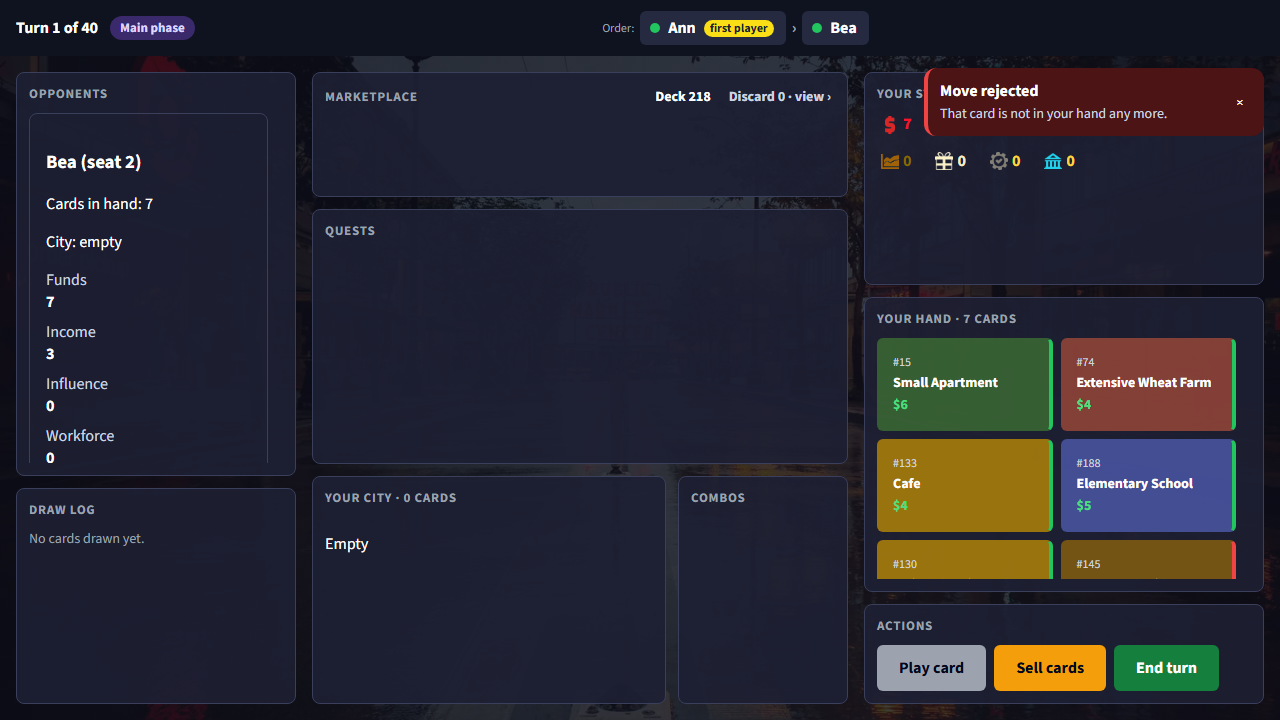 Turn 1 of 40
Main phase
Order:
Ann
first player
›
Bea
OPPONENTS
Bea (seat 2)
Cards in hand: 7
City: empty
Funds
7
Income
3
Influence
0
Workforce
0
DRAW LOG
No cards drawn yet.
MARKETPLACE
Deck 218
Discard 0 · view ›
QUESTS
YOUR CITY · 0 CARDS
Empty
COMBOS
YOUR S
Move rejected
That card is not in your hand any more.
×
$ 7
0
0
0
0
YOUR HAND · 7 CARDS
#15
Small Apartment
$6
#74
Extensive Wheat Farm
$4
#133
Cafe
$4
#188
Elementary School
$5
#130
#145
ACTIONS
Play card
Sell cards
End turn